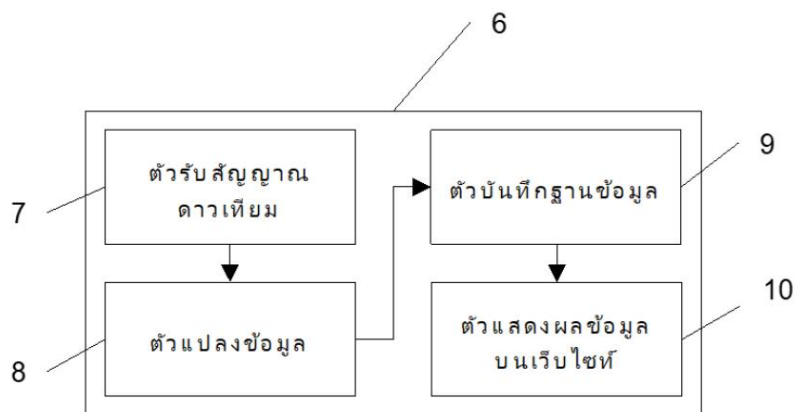 6
7
ตัวรับสัญญาณ
ดาวเทียม
8
ตัวแปลงข้อมูล
9
ตัวบันทึกฐานข้อมูล
10
ตัวแสดงผลข้อมูล
บนเว็บไซท์